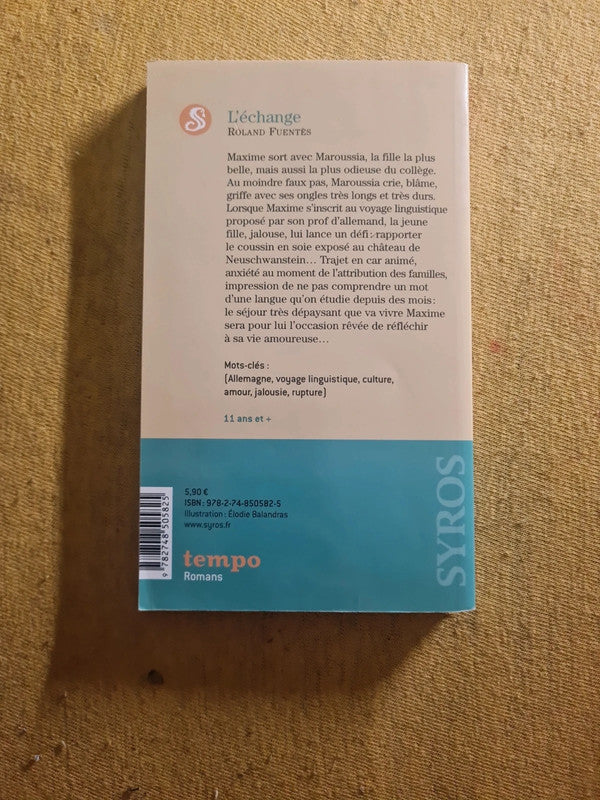 L'échange
ROLAND FUENTÈS
Maxime sort avec Maroussia, la fille la plus
belle, mais aussi la plus odieuse du collège.
Au moindre faux pas, Maroussia crie, blâme,
griffe avec ses ongles très longs et très durs.
Lorsque Maxime s'inscrit au voyage linguistique
proposé par son prof d'allemand, la jeune
fille, jalouse, lui lance un défi : rapporter
le coussin en soie exposé au château de
Neuschwanstein… Trajet en car animé,
anxiété au moment de l'attribution des familles,
impression de ne pas comprendre un mot
d'une langue qu'on étudie depuis des mois :
le séjour très dépaysant que va vivre Maxime
sera pour lui l'occasion rêvée de réfléchir
à sa vie amoureuse…
Mots-clés :
(Allemagne, voyage linguistique, culture,
amour, jalousie, rupture)
11 ans et +
5,90 €
ISBN : 978-2-74-850582-5
Illustration : Élodie Balandras
www.syros.fr
9 782748 505825
tempo
Romans
SYROS